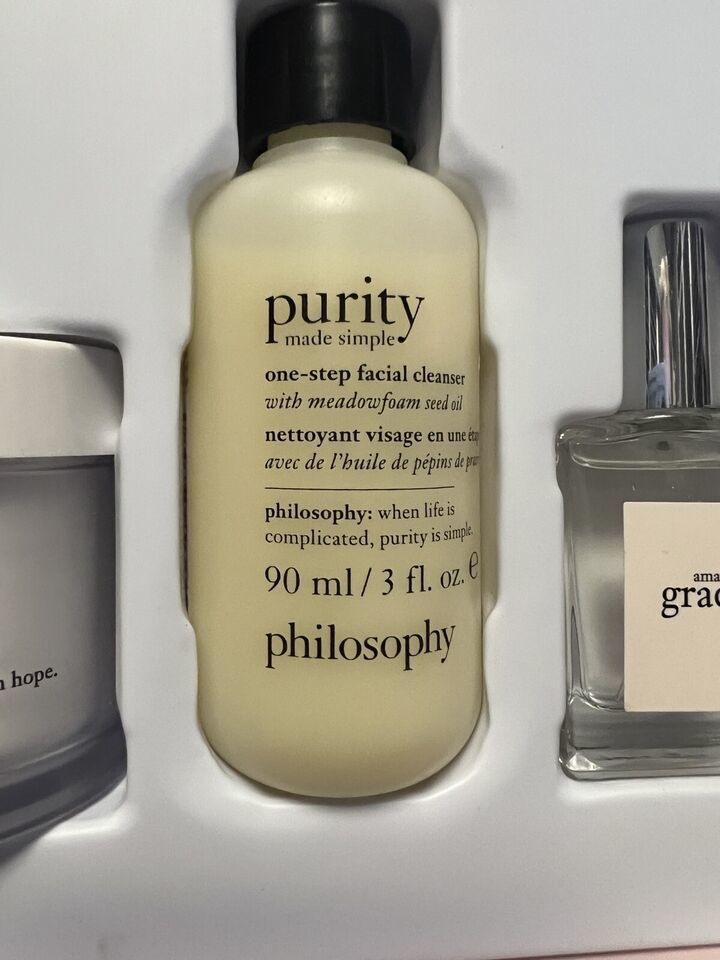 purity
made simple
one-step facial cleanser
with meadowfoam seed oil
nettoyant visage en une
avec de l'huile de pépins de
philosophy: when life is
complicated, purity is simple.
90 ml / 3 fl. oz. e
philosophy
hope.